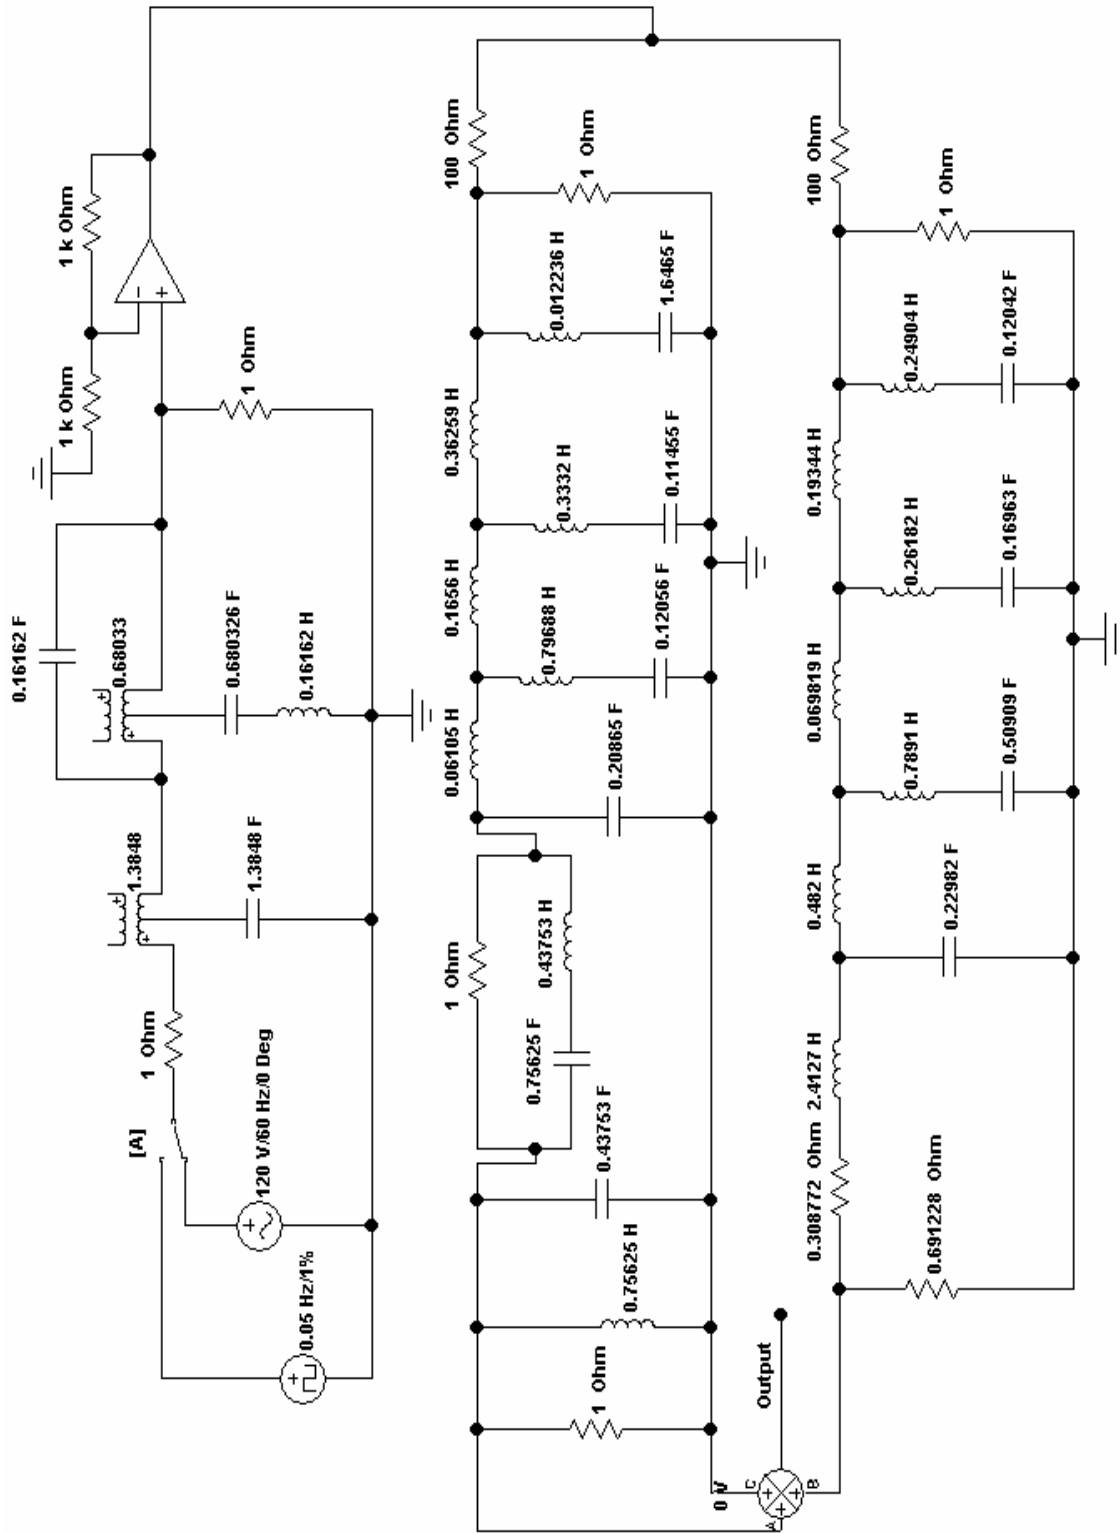 0.16162 F
1 k Ohm
1 k Ohm
0.68033
1.3848
[A]
1 Ohm
120 V/60 Hz/0 Deg
0.05 Hz/1%
1.3848 F
0.680326 F
0.16162 H
1 Ohm
−
+
+
+
+
+
+
+
100 Ohm
1 Ohm
0.36259 H
0.012236 H
1.6465 F
0.1656 H
0.3332 H
0.11455 F
0.06105 H
0.79688 H
0.12056 F
0.20865 F
1 Ohm
0.43753 H
0.75625 F
0.43753 F
0.75625 H
1 Ohm
0 V
Output
A
B
C
+
+
+
100 Ohm
1 Ohm
0.19344 H
0.24904 H
0.12042 F
0.069819 H
0.26182 H
0.16963 F
0.482 H
0.7891 H
0.50909 F
0.22982 F
0.308772 Ohm
2.4127 H
0.691228 Ohm